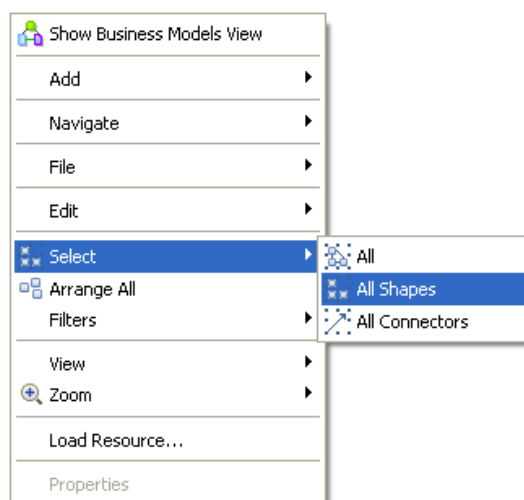 Show Business Models View
Add
Navigate
File
Edit
Select
All
All Shapes
All Connectors
Arrange All
Filters
View
Zoom
Load Resource...
Properties